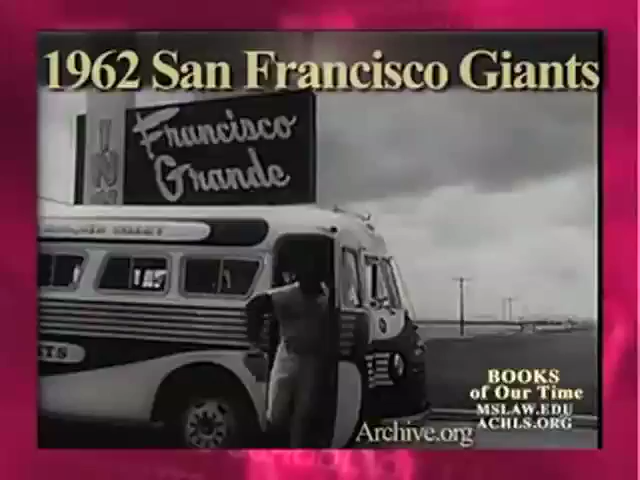 1962 San Francisco Giants
Francisco
Grande
BOOKS
of Our Time
MSLAW.EDU
ACHLS.ORG
Archive.org